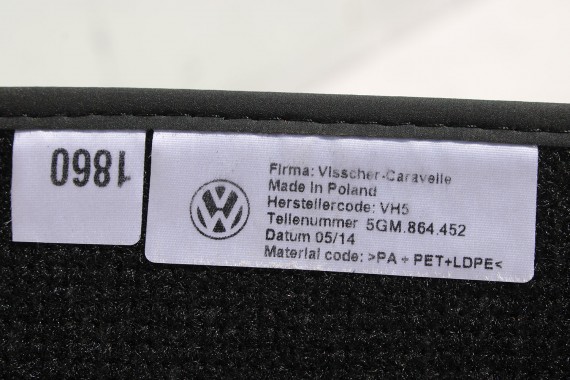 1860
Firma: Visscher-Caravelle
Made in Poland
Herstellercode: VH5
Teilenummer 5GM.864.452
Datum 05/14
Material code: >PA + PET+LDPE<